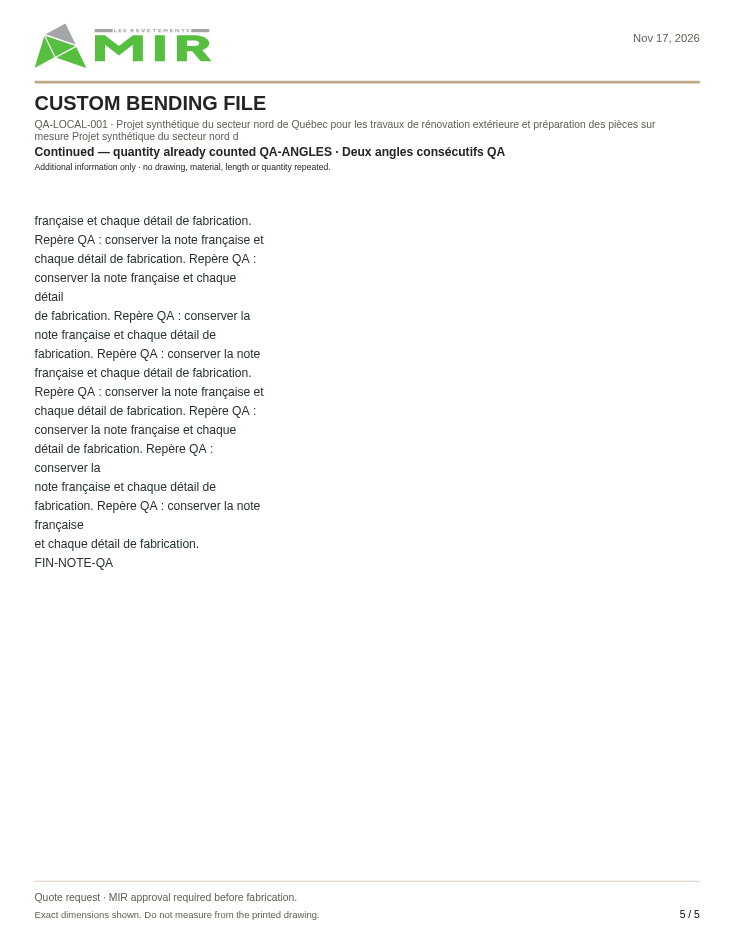 LES REVÊTEMENTS
MIR
Nov 17, 2026
CUSTOM BENDING FILE
QA-LOCAL-001 · Projet synthétique du secteur nord de Québec pour les travaux de rénovation extérieure et préparation des pièces sur
mesure Projet synthétique du secteur nord d
Continued — quantity already counted QA-ANGLES · Deux angles consécutifs QA
Additional information only · no drawing, material, length or quantity repeated.
française et chaque détail de fabrication.
Repère QA : conserver la note française et
chaque détail de fabrication. Repère QA :
conserver la note française et chaque
détail
de fabrication. Repère QA : conserver la
note française et chaque détail de
fabrication. Repère QA : conserver la note
française et chaque détail de fabrication.
Repère QA : conserver la note française et
chaque détail de fabrication. Repère QA :
conserver la note française et chaque
détail de fabrication. Repère QA :
conserver la
note française et chaque détail de
fabrication. Repère QA : conserver la note
française
et chaque détail de fabrication.
FIN-NOTE-QA
Quote request · MIR approval required before fabrication.
Exact dimensions shown. Do not measure from the printed drawing.
5 / 5